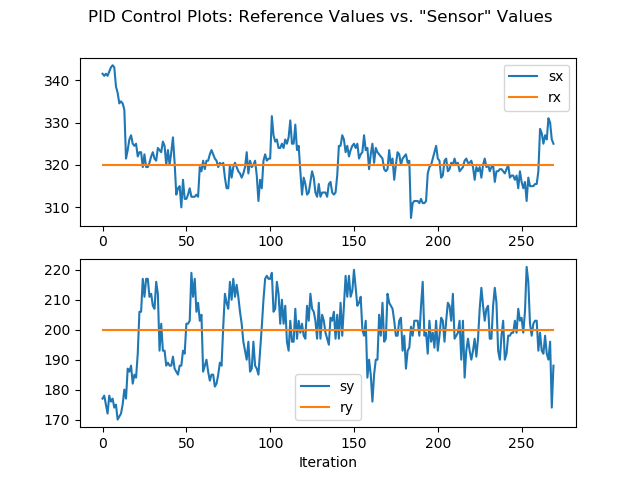 PID Control Plots: Reference Values vs. "Sensor" Values
340
330
320
310
sx
rx
0 50 100 150 200 250
220
210
200
190
180
170
sy
ry
0 50 100 150 200 250
Iteration